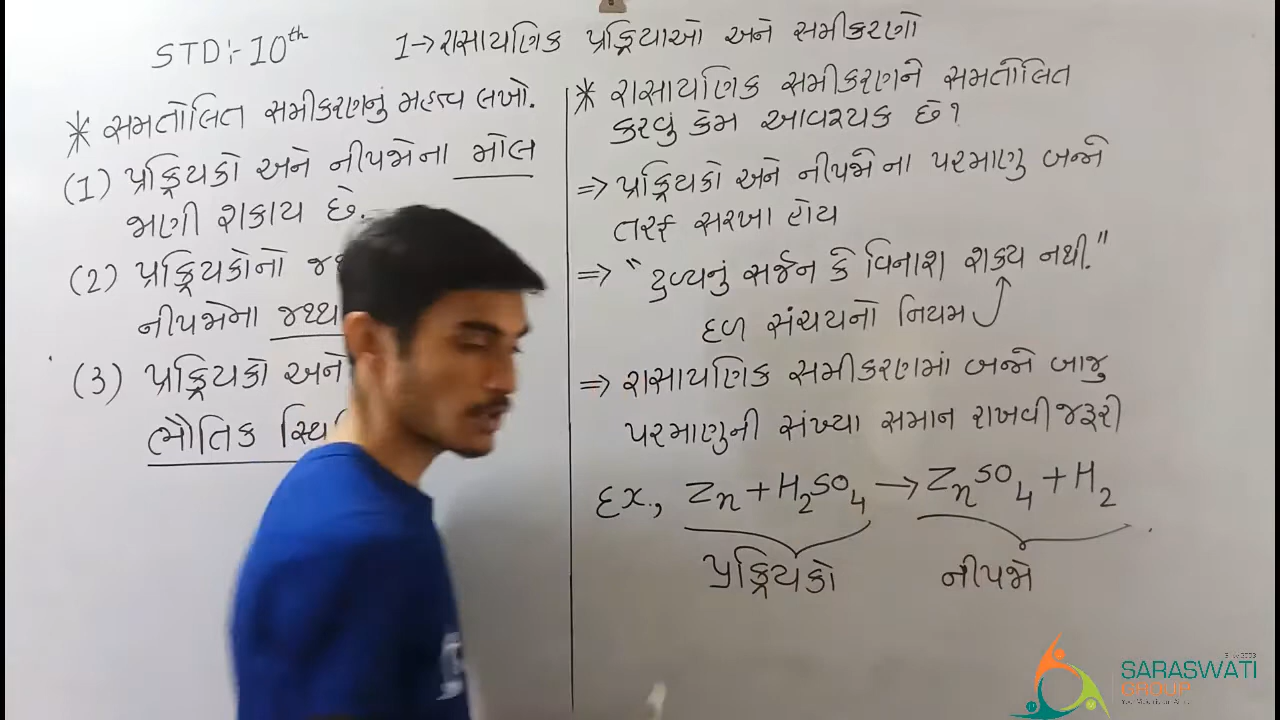 STD:- 10th
1→ રાસાયણિક પ્રક્રિયાઓ અને સમીકરણો
* સમતોલિત સમીકરણનું મહત્વ લખો.
(1) પ્રક્રિયકો અને નીપજોના મોલ
જાણી શકાય છે.
(2) પ્રક્રિયકોનો
નીપજોના જથ્થા
(3) પ્રક્રિયકો અને
ભૌતિક
* રાસાયણિક સમીકરણને સમતોલિત
કરવું કેમ આવશ્યક છે?
⇒ પ્રક્રિયકો અને નીપજોના પરમાણુ બન્ને
તરફ સરખા હોય
⇒ "દ્રવ્યનું સર્જન કે વિનાશ શક્ય નથી."
દળ સંચયનો નિયમ
⇒ રાસાયણિક સમીકરણમાં બન્ને બાજુ
પરમાણુની સંખ્યા સમાન રાખવી જરૂરી
Ex., Zn + H2SO4 → ZnSO4 + H2
પ્રક્રિયકો નીપજો
SARASWATI
GROUP